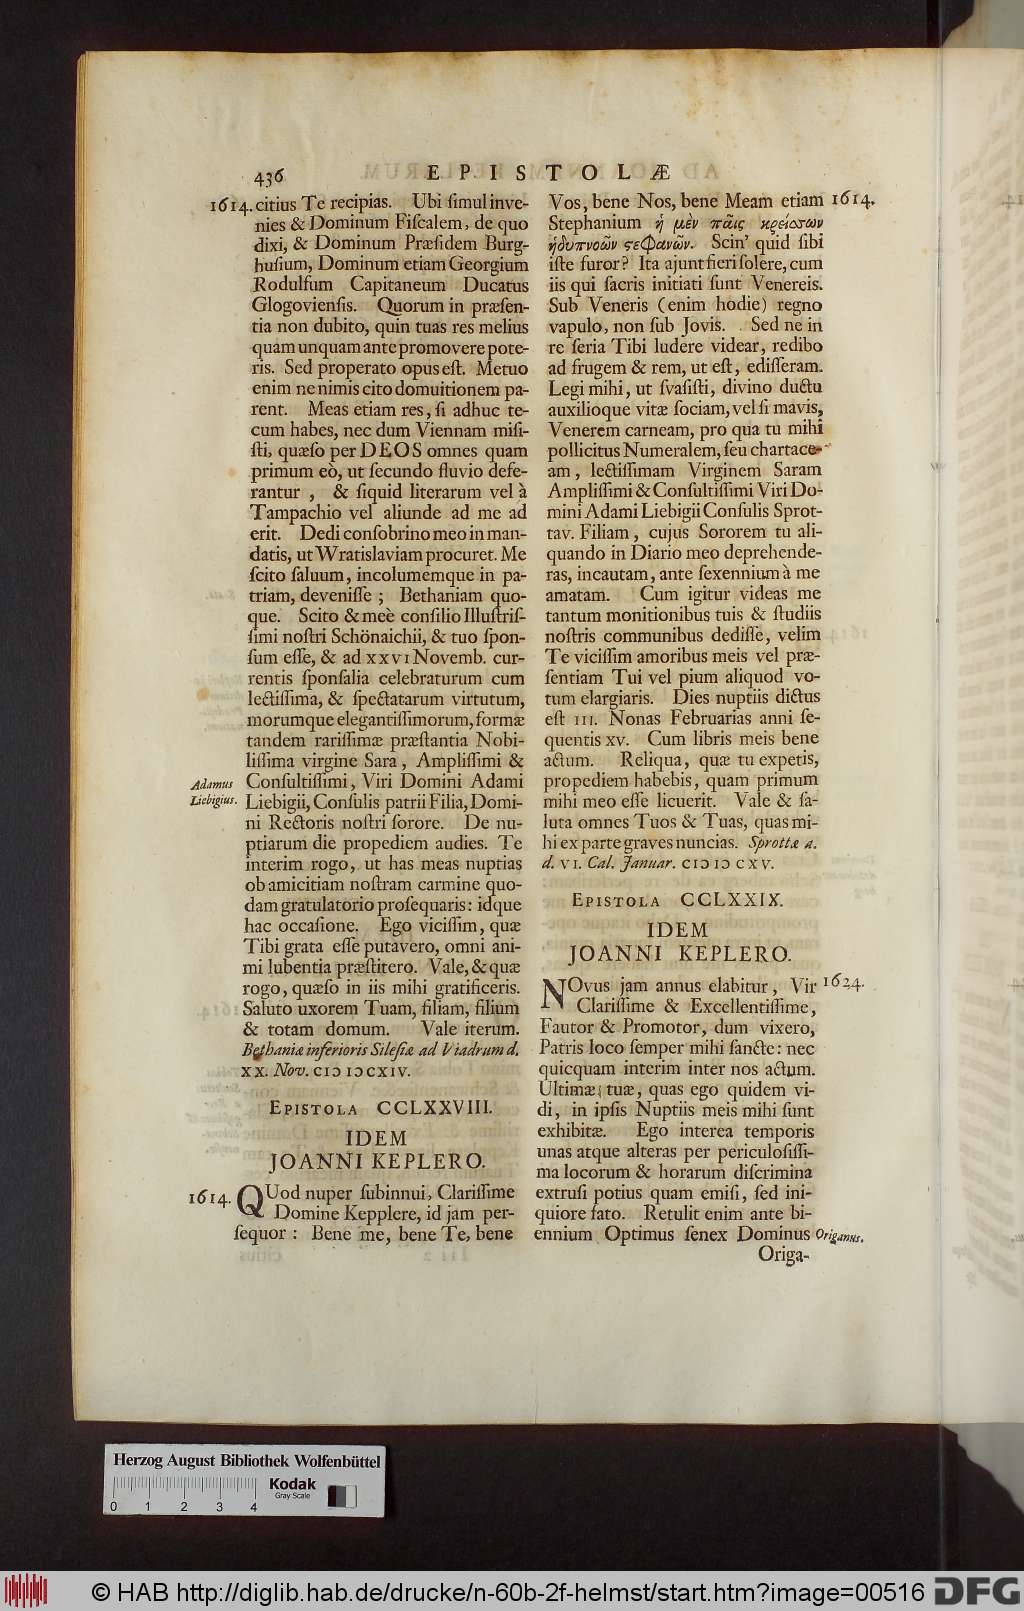 436 EPISTOLÆ
1614. citius Te recipias. Ubi ſimul inve-
nies & Dominum Fiſcalem, de quo
dixi, & Dominum Præſidem Burg-
huſium, Dominum etiam Georgium
Rodulfum Capitaneum Ducatus
Glogovienſis. Quorum in præſen-
tia non dubito, quin tuas res melius
quam unquam ante promovere pote-
ris. Sed properato opus eſt. Metuo
enim ne nimis cito domuitionem pa-
rent. Meas etiam res, ſi adhuc te-
cum habes, nec dum Viennam miſi-
ſti, quæſo per DEOS omnes quam
primum eò, ut ſecundo fluvio defe-
rantur, & ſiquid literarum vel à
Tampachio vel aliunde ad me ad
erit. Dedi conſobrino meo in man-
datis, ut Wratislaviam procuret. Me
ſcito ſaluum, incolumemque in pa-
triam, deveniſſe; Bethaniam quo-
que. Scito & meè conſilio Illuſtriſ-
ſimi noſtri Schönaichii, & tuo ſpon-
ſum eſſe, & ad XXVI Novemb. cur-
rentis ſponſalia celebraturum cum
lectiſſima, & ſpectatarum virtutum,
morumque elegantiſſimorum, formæ
tandem rariſſimæ præſtantia Nobi-
liſſima virgine Sara, Ampliſſimi &
Adamus Conſultiſſimi, Viri Domini Adami
Liebigius. Liebigii, Conſulis patrii Filia, Domi-
ni Rectoris noſtri ſorore. De nu-
ptiarum die propediem audies. Te
interim rogo, ut has meas nuptias
ob amicitiam noſtram carmine quo-
dam gratulatorio proſequaris: idque
hac occaſione. Ego viciſſim, quæ
Tibi grata eſſe putavero, omni ani-
mi lubentia præſtitero. Vale, & quæ
rogo, quæſo in iis mihi gratificeris.
Saluto uxorem Tuam, filiam, filium
& totam domum. Vale iterum.
Bethaniæ inferioris Sileſiæ ad Viadrum d.
XX. Nov. CIↃ IↃCXIV.
EPISTOLA CCLXXVIII.
IDEM
JOANNI KEPLERO.
1614. QUod nuper ſubinnui, Clariſſime
Domine Kepplere, id jam per-
ſequor: Bene me, bene Te, bene
Vos, bene Nos, bene Meam etiam 1614.
Stephanium ἡ μὲν παῖς κρείσσων
ἡδυπνοῶν ϛεφανῶν. Scin' quid ſibi
iſte furor? Ita ajunt fieri ſolere, cum
iis qui ſacris initiati ſunt Venereis.
Sub Veneris (enim hodie) regno
vapulo, non ſub Jovis. Sed ne in
re ſeria Tibi ludere videar, redibo
ad frugem & rem, ut eſt, ediſſeram.
Legi mihi, ut ſvaſiſti, divino ductu
auxilioque vitæ ſociam, vel ſi mavis,
Venerem carneam, pro qua tu mihi
pollicitus Numeralem, ſeu chartace-
am, lectiſſimam Virginem Saram
Ampliſſimi & Conſultiſſimi Viri Do-
mini Adami Liebigii Conſulis Sprot-
tav. Filiam, cujus Sororem tu ali-
quando in Diario meo deprehende-
ras, incautam, ante ſexennium à me
amatam. Cum igitur videas me
tantum monitionibus tuis & ſtudiis
noſtris communibus dediſſe, velim
Te viciſſim amoribus meis vel præ-
ſentiam Tui vel pium aliquod vo-
tum elargiaris. Dies nuptiis dictus
eſt III. Nonas Februarias anni ſe-
quentis XV. Cum libris meis bene
actum. Reliqua, quæ tu expetis,
propediem habebis, quam primum
mihi meo eſſe licuerit. Vale & ſa-
luta omnes Tuos & Tuas, quas mi-
hi ex parte graves nuncias. Sprottæ a.
d. VI. Cal. Januar. CIↃ IↃ CXV.
EPISTOLA CCLXXIX.
IDEM
JOANNI KEPLERO.
NOvus jam annus elabitur, Vir 1624.
Clariſſime & Excellentiſſime,
Fautor & Promotor, dum vixero,
Patris loco ſemper mihi ſancte: nec
quicquam interim inter nos actum.
Ultimæ tuæ, quas ego quidem vi-
di, in ipſis Nuptiis meis mihi ſunt
exhibitæ. Ego interea temporis
unas atque alteras per periculoſiſſi-
ma locorum & horarum diſcrimina
extruſi potius quam emiſi, ſed ini-
quiore fato. Retulit enim ante bi-
ennium Optimus ſenex Dominus Origanus.
Origa-
Herzog August Bibliothek Wolfenbüttel
Kodak
Gray Scale
0 1 2 3 4
© HAB http://diglib.hab.de/drucke/n-60b-2f-helmst/start.htm?image=00516 DFG